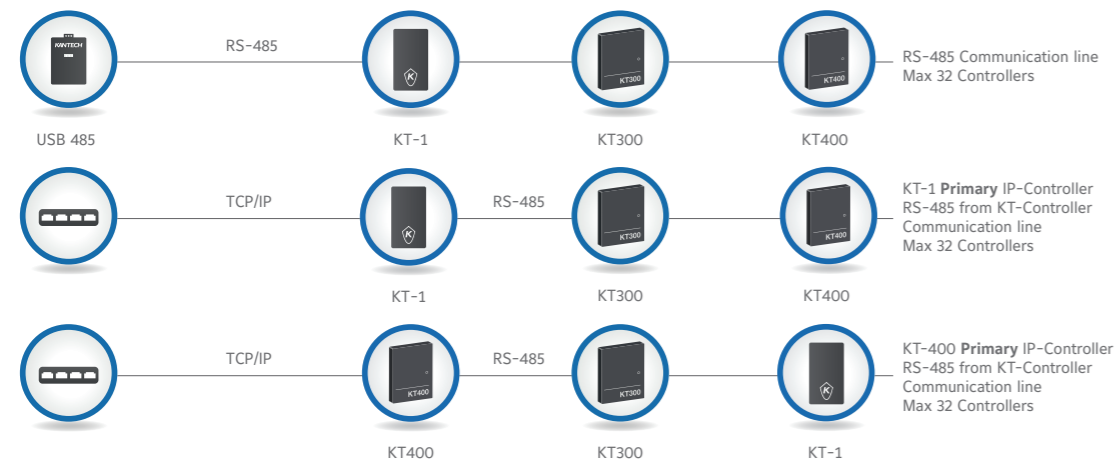 KANTECH
RS-485
K
KT300
KT400
RS-485 Communication line
Max 32 Controllers
USB 485
KT-1
KT300
KT400
TCP/IP
K
RS-485
KT300
KT400
KT-1 Primary IP-Controller
RS-485 from KT-Controller
Communication line
Max 32 Controllers
KT-1
KT300
KT400
TCP/IP
KT400
RS-485
KT300
K
KT-400 Primary IP-Controller
RS-485 from KT-Controller
Communication line
Max 32 Controllers
KT400
KT300
KT-1